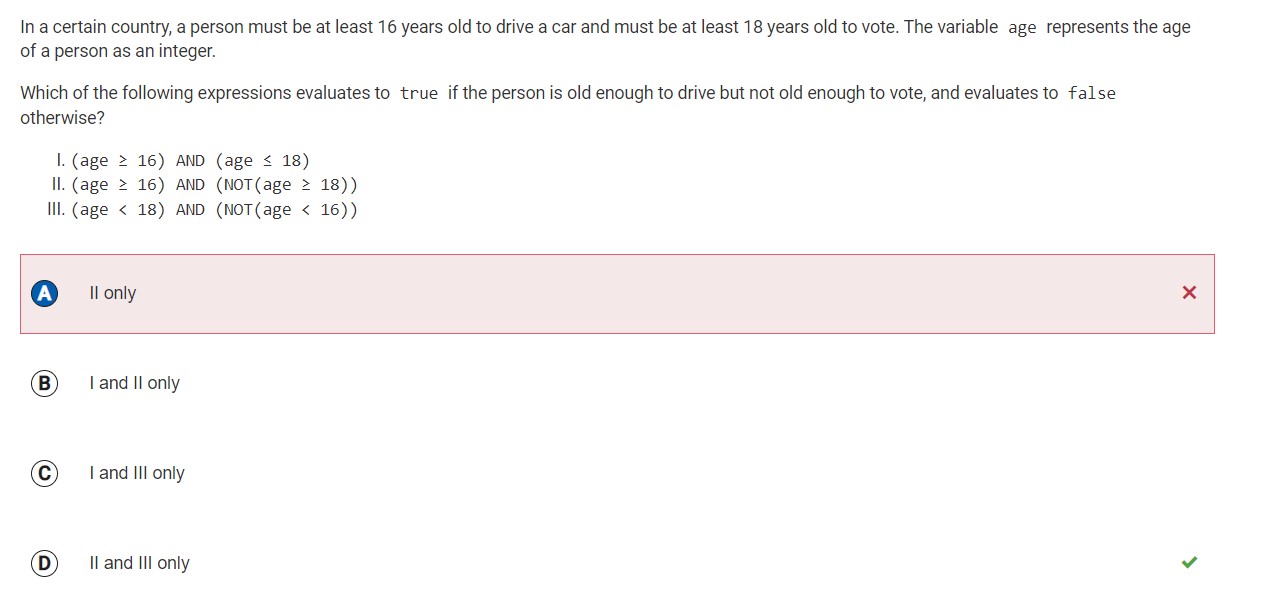 In a certain country, a person must be at least 16 years old to drive a car and must be at least 18 years old to vote. The variable age represents the age
of a person as an integer.
Which of the following expressions evaluates to true if the person is old enough to drive but not old enough to vote, and evaluates to false
otherwise?
I. (age ≥ 16) AND (age ≤ 18)
II. (age ≥ 16) AND (NOT(age ≥ 18))
III. (age < 18) AND (NOT(age < 16))
A II only
B I and II only
C I and III only
D II and III only